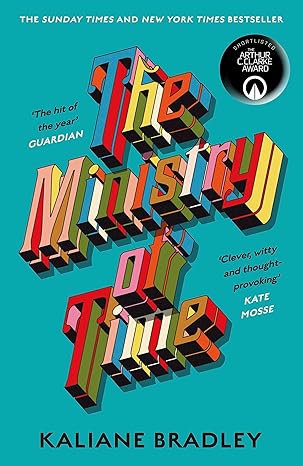 THE SUNDAY TIMES AND NEW YORK TIMES BESTSELLER
SHORTLISTED
THE
ARTHUR
C. CLARKE
AWARD
The
'The hit of
the year'
GUARDIAN
Ministry
of
Time
'Clever, witty
and thought-
provoking'
KATE
MOSSE
KALIANE BRADLEY